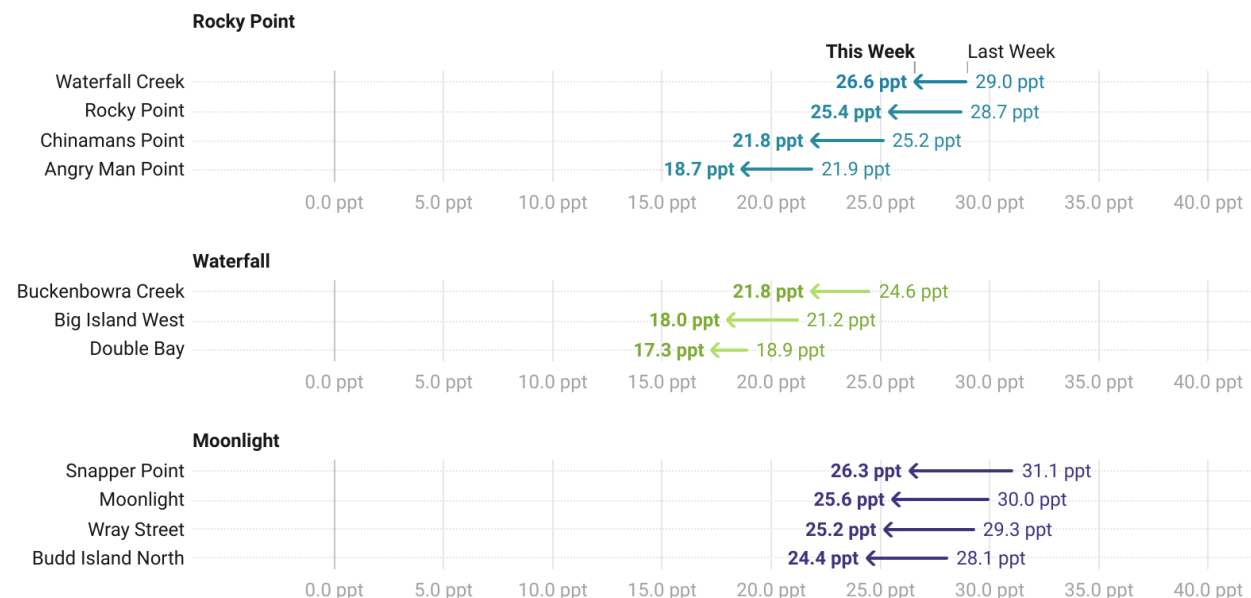 Rocky Point
This Week Last Week
Waterfall Creek 26.6 ppt 29.0 ppt
Rocky Point 25.4 ppt 28.7 ppt
Chinamans Point 21.8 ppt 25.2 ppt
Angry Man Point 18.7 ppt 21.9 ppt
0.0 ppt 5.0 ppt 10.0 ppt 15.0 ppt 20.0 ppt 25.0 ppt 30.0 ppt 35.0 ppt 40.0 ppt
Waterfall
Buckenbowra Creek 21.8 ppt 24.6 ppt
Big Island West 18.0 ppt 21.2 ppt
Double Bay 17.3 ppt 18.9 ppt
0.0 ppt 5.0 ppt 10.0 ppt 15.0 ppt 20.0 ppt 25.0 ppt 30.0 ppt 35.0 ppt 40.0 ppt
Moonlight
Snapper Point 26.3 ppt 31.1 ppt
Moonlight 25.6 ppt 30.0 ppt
Wray Street 25.2 ppt 29.3 ppt
Budd Island North 24.4 ppt 28.1 ppt
0.0 ppt 5.0 ppt 10.0 ppt 15.0 ppt 20.0 ppt 25.0 ppt 30.0 ppt 35.0 ppt 40.0 ppt